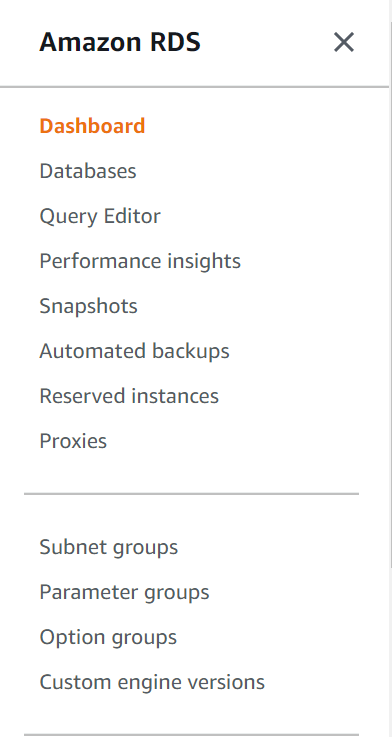 Amazon RDS
Dashboard
Databases
Query Editor
Performance insights
Snapshots
Automated backups
Reserved instances
Proxies
Subnet groups
Parameter groups
Option groups
Custom engine versions